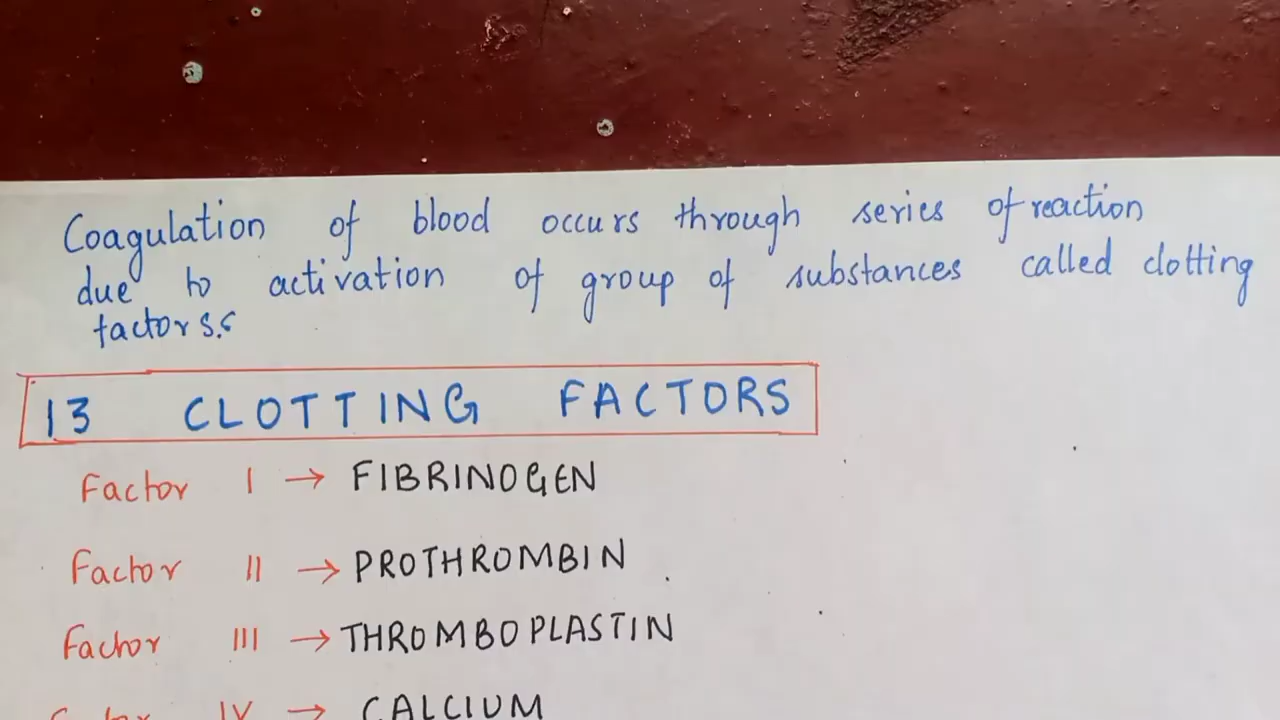 Coagulation of blood occurs through series of reaction
due to activation of group of substances called clotting
factors.
13 CLOTTING FACTORS
Factor I → FIBRINOGEN
Factor II → PROTHROMBIN
Factor III → THROMBOPLASTIN
Factor IV → CALCIUM